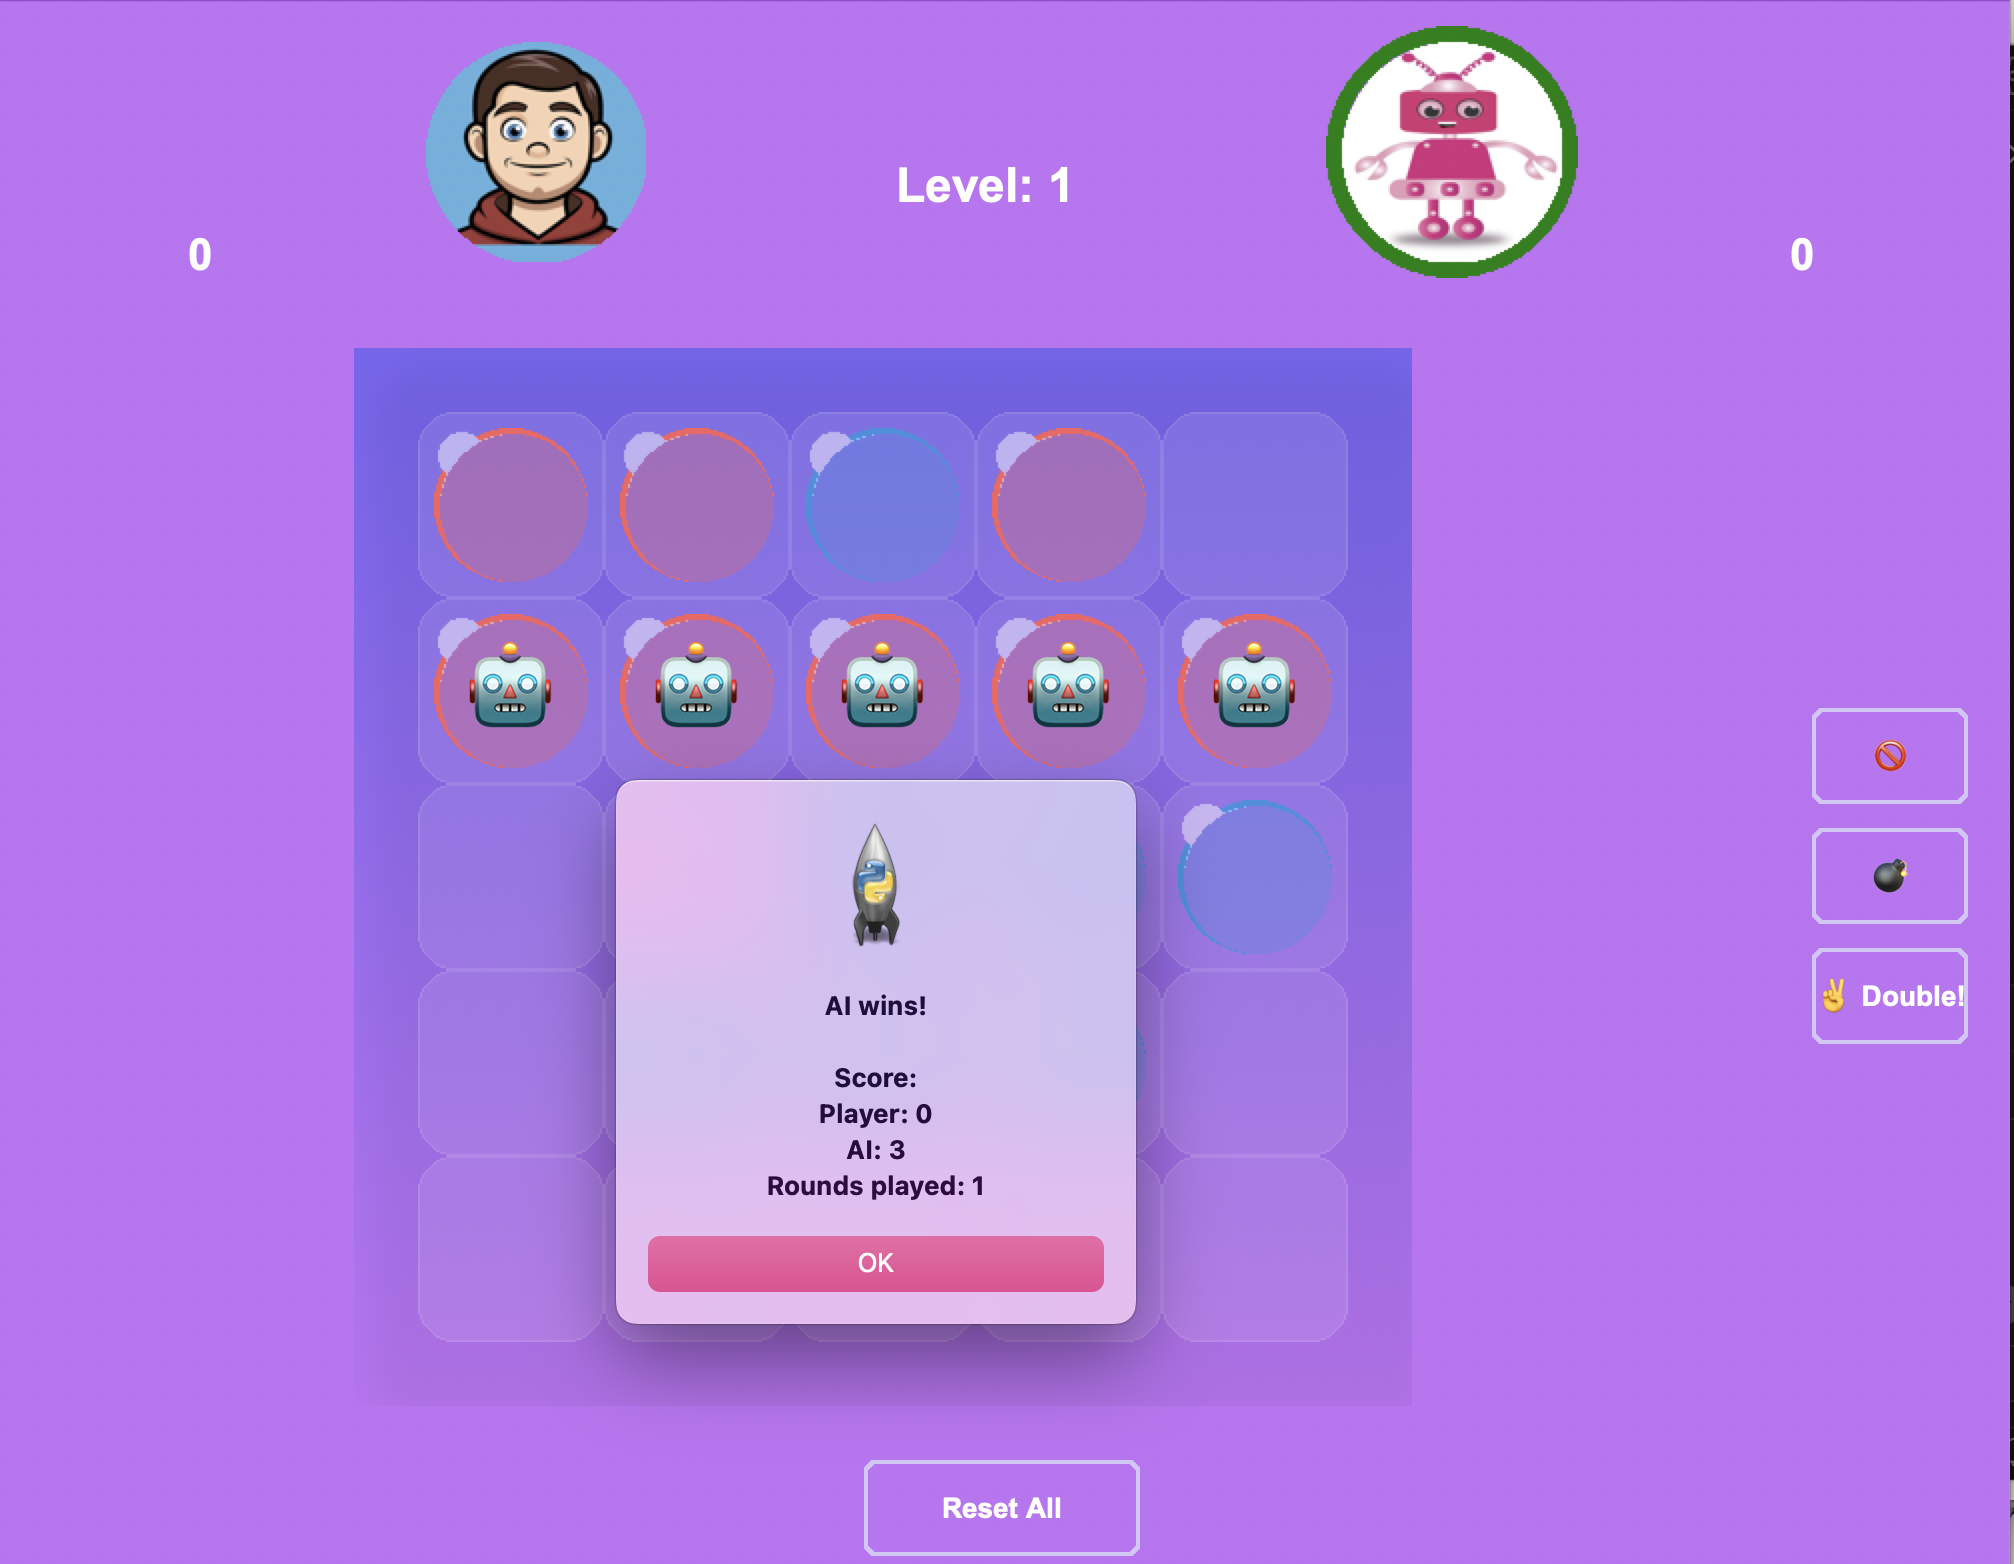 Level: 1
0
0
AI wins!
Score:
Player: 0
AI: 3
Rounds played: 1
OK
✌️ Double!
Reset All